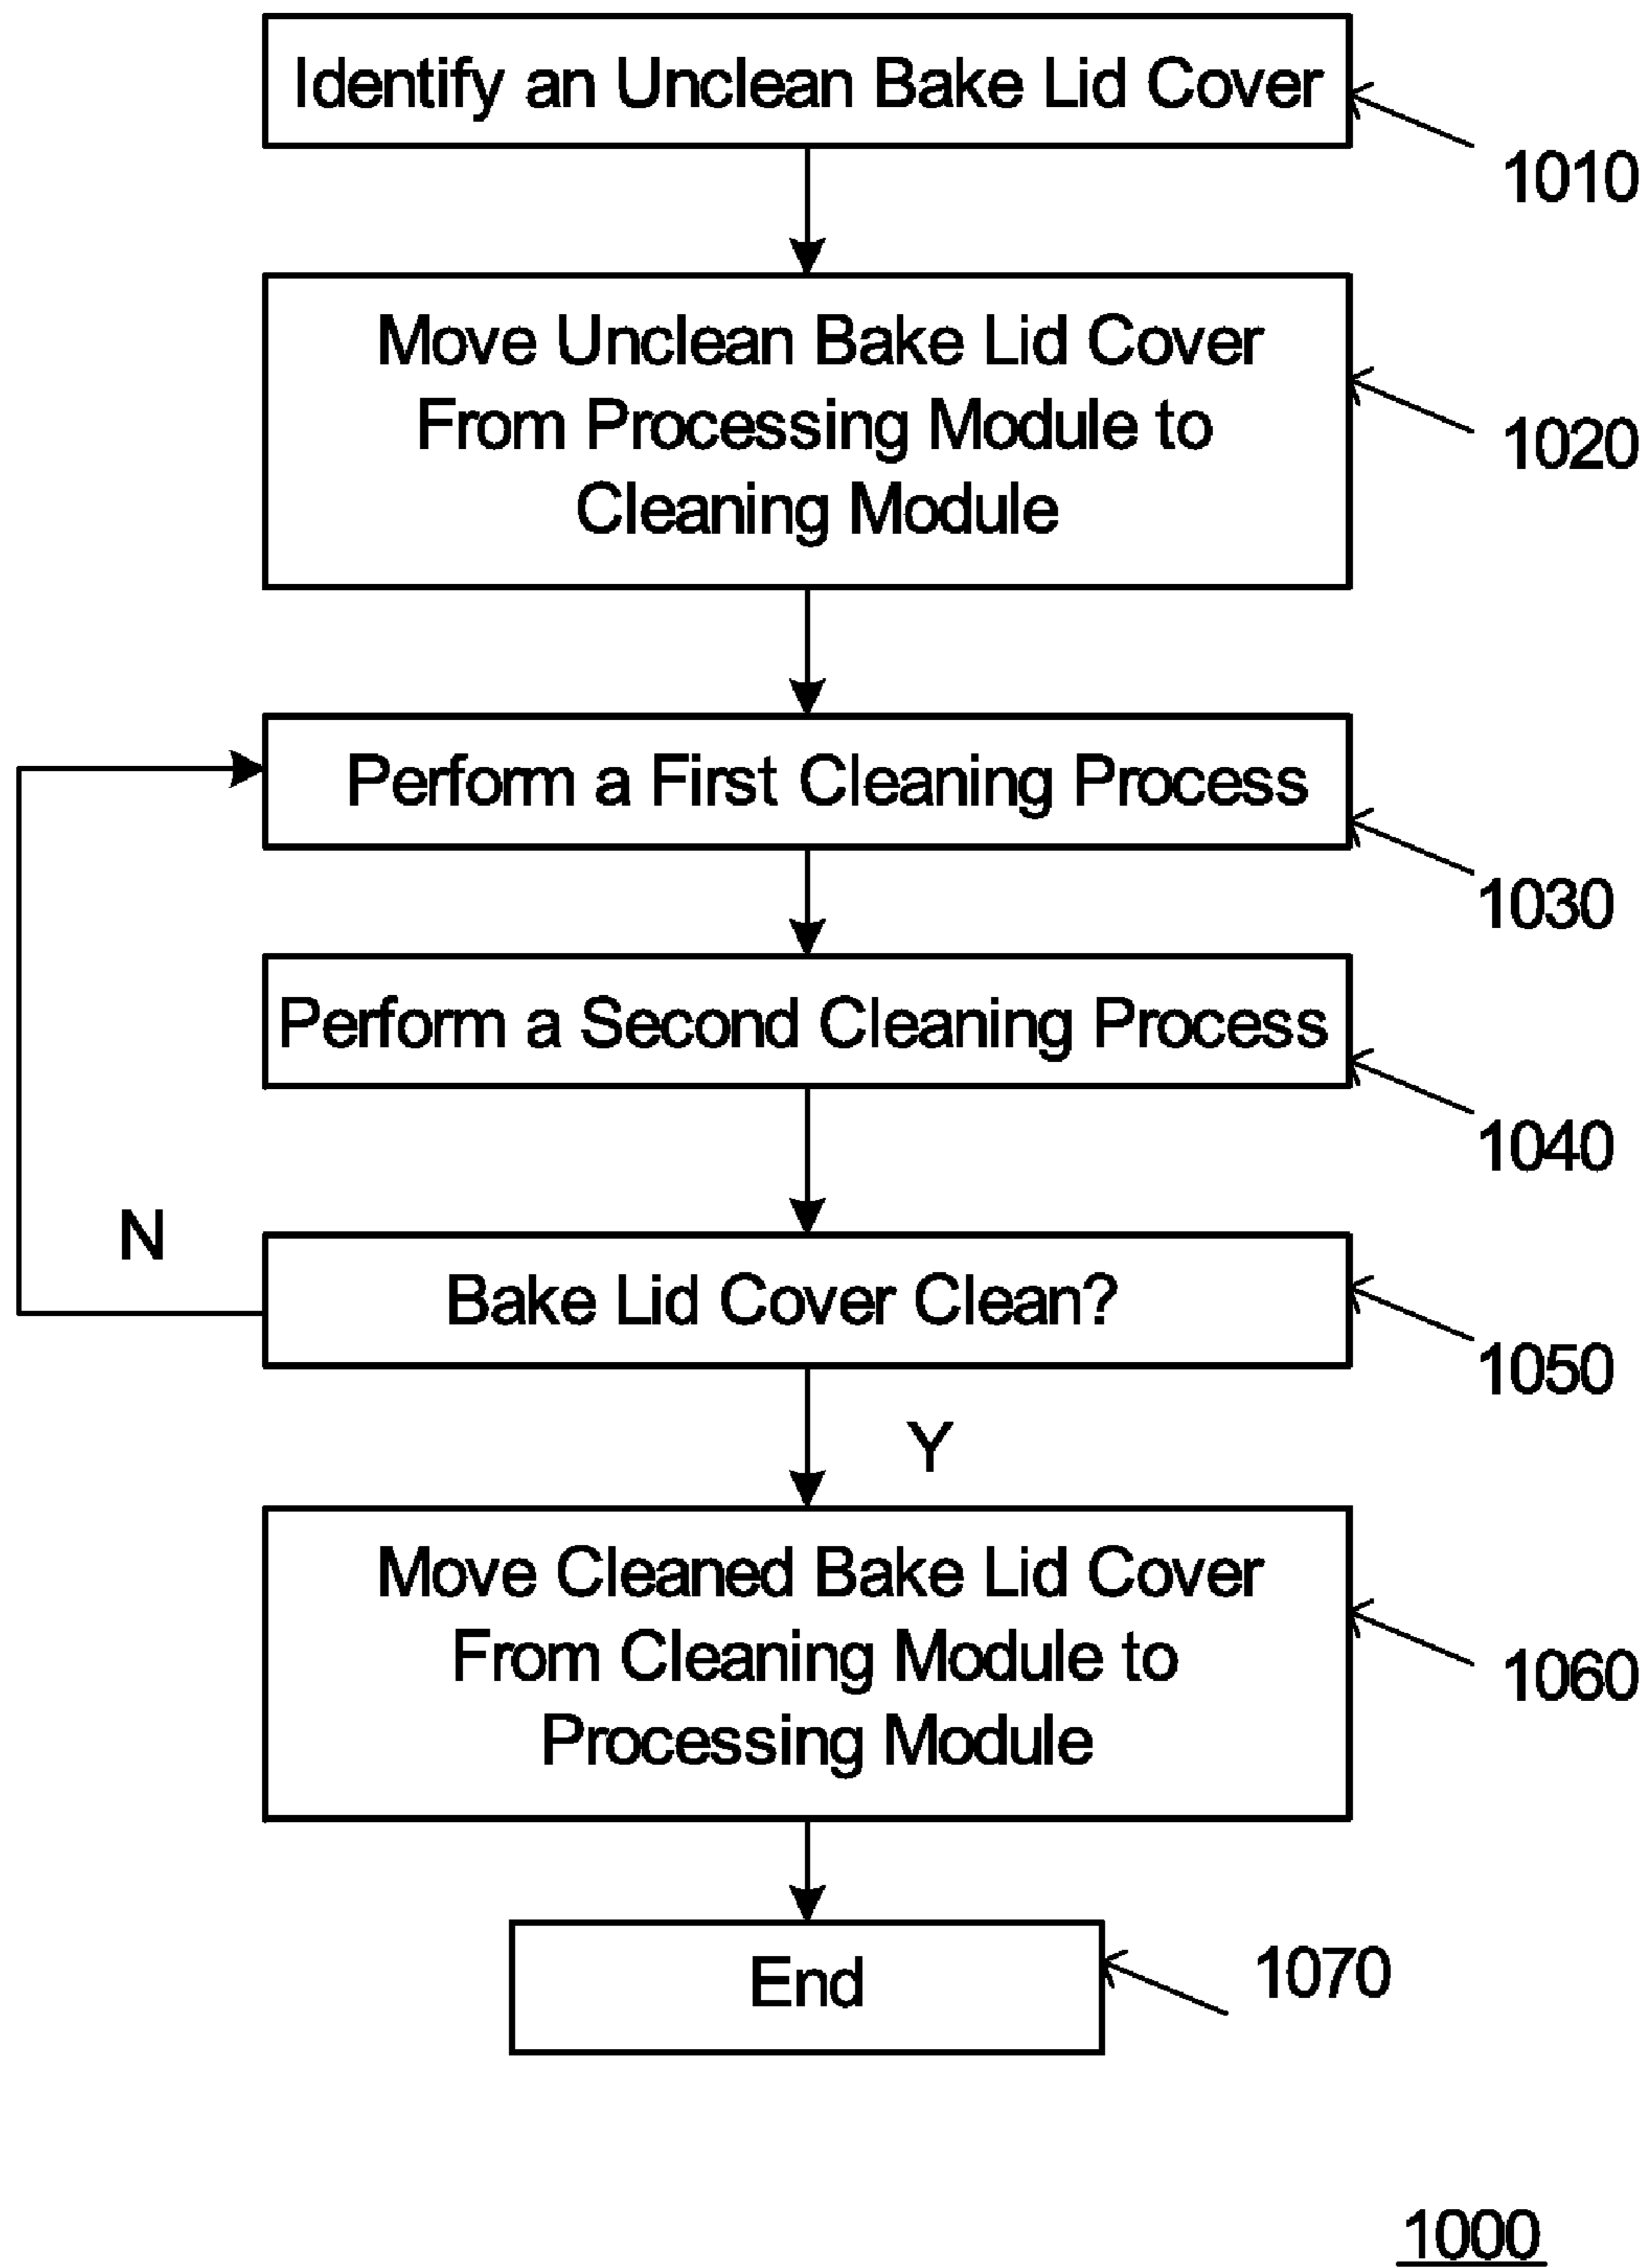 Identify an Unclean Bake Lid Cover
1010
Move Unclean Bake Lid Cover
From Processing Module to
Cleaning Module
1020
Perform a First Cleaning Process
1030
Perform a Second Cleaning Process
1040
N
Bake Lid Cover Clean?
1050
Y
Move Cleaned Bake Lid Cover
From Cleaning Module to
Processing Module
1060
End
1070
1000